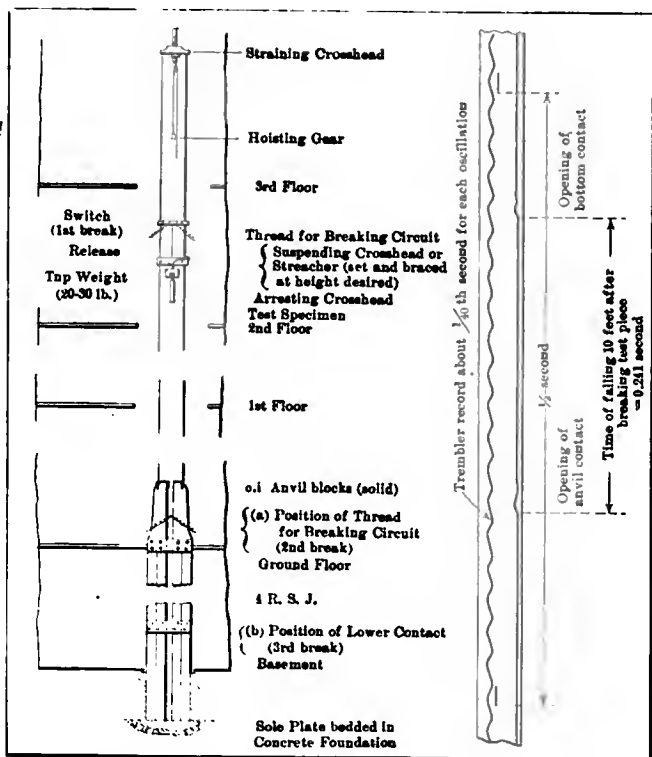 Straining Crosshead
Hoisting Gear
3rd Floor
Switch
(1st break)
Release
Thread for Breaking Circuit
Suspending Crosshead or
Streacher (set and braced
at height desired)
Tnp Weight
(20-30 lb.)
Arresting Crosshead
Test Specimen
2nd Floor
1st Floor
c.i Anvil blocks (solid)
(a) Position of Thread
for Breaking Circuit
(2nd break)
Ground Floor
4 R. S. J.
(b) Position of Lower Contact
(3rd break)
Basement
Sole Plate bedded in
Concrete Foundation
Trembler record about 1/40 th second for each oscillation
1/2-second
Opening of
bottom contact
Opening of
anvil contact
Time of falling 10 feet after
breaking test piece
=0.241 second